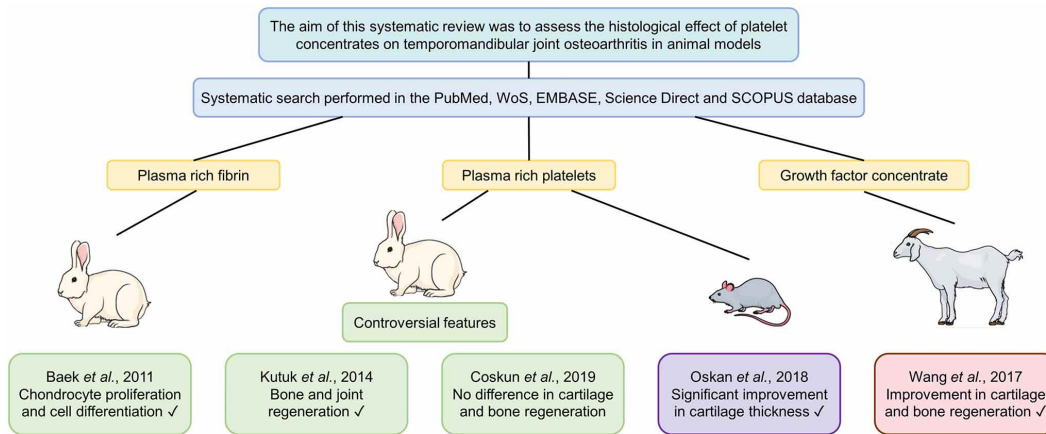 The aim of this systematic review was to assess the histological effect of platelet
concentrates on temporomandibular joint osteoarthritis in animal models
Systematic search performed in the PubMed, WoS, EMBASE, Science Direct and SCOPUS database
Plasma rich fibrin
Plasma rich platelets
Growth factor concentrate
Controversial features
Baek et al., 2011
Chondrocyte proliferation
and cell differentiation ✓
Kutuk et al., 2014
Bone and joint
regeneration ✓
Coskun et al., 2019
No difference in cartilage
and bone regeneration
Oskan et al., 2018
Significant improvement
in cartilage thickness ✓
Wang et al., 2017
Improvement in cartilage
and bone regeneration ✓